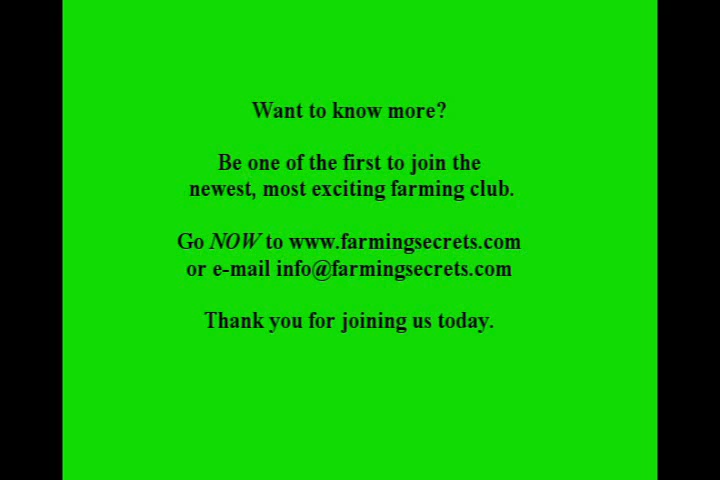 Want to know more?
Be one of the first to join the
newest, most exciting farming club.
Go NOW to www.farmingsecrets.com
or e-mail info@farmingsecrets.com
Thank you for joining us today.